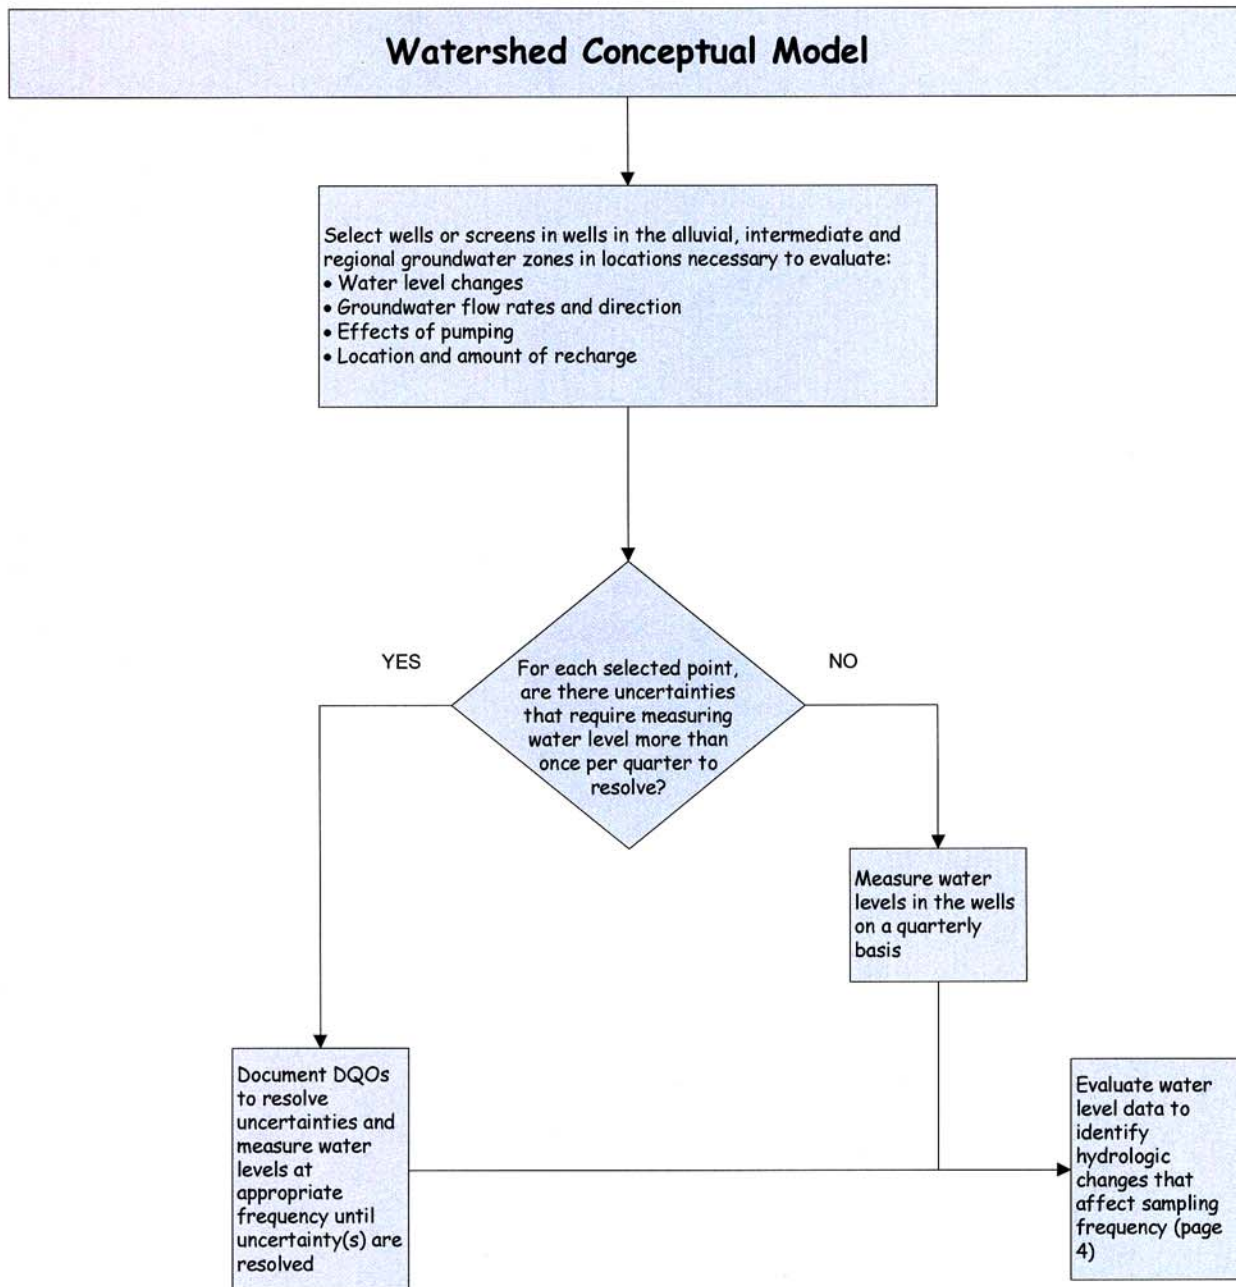 Watershed Conceptual Model
Select wells or screens in wells in the alluvial, intermediate and
regional groundwater zones in locations necessary to evaluate:
• Water level changes
• Groundwater flow rates and direction
• Effects of pumping
• Location and amount of recharge
YES
NO
For each selected point,
are there uncertainties
that require measuring
water level more than
once per quarter to
resolve?
Measure water
levels in the wells
on a quarterly
basis
Document DQOs
to resolve
uncertainties and
measure water
levels at
appropriate
frequency until
uncertainty(s) are
resolved
Evaluate water
level data to
identify
hydrologic
changes that
affect sampling
frequency (page
4)